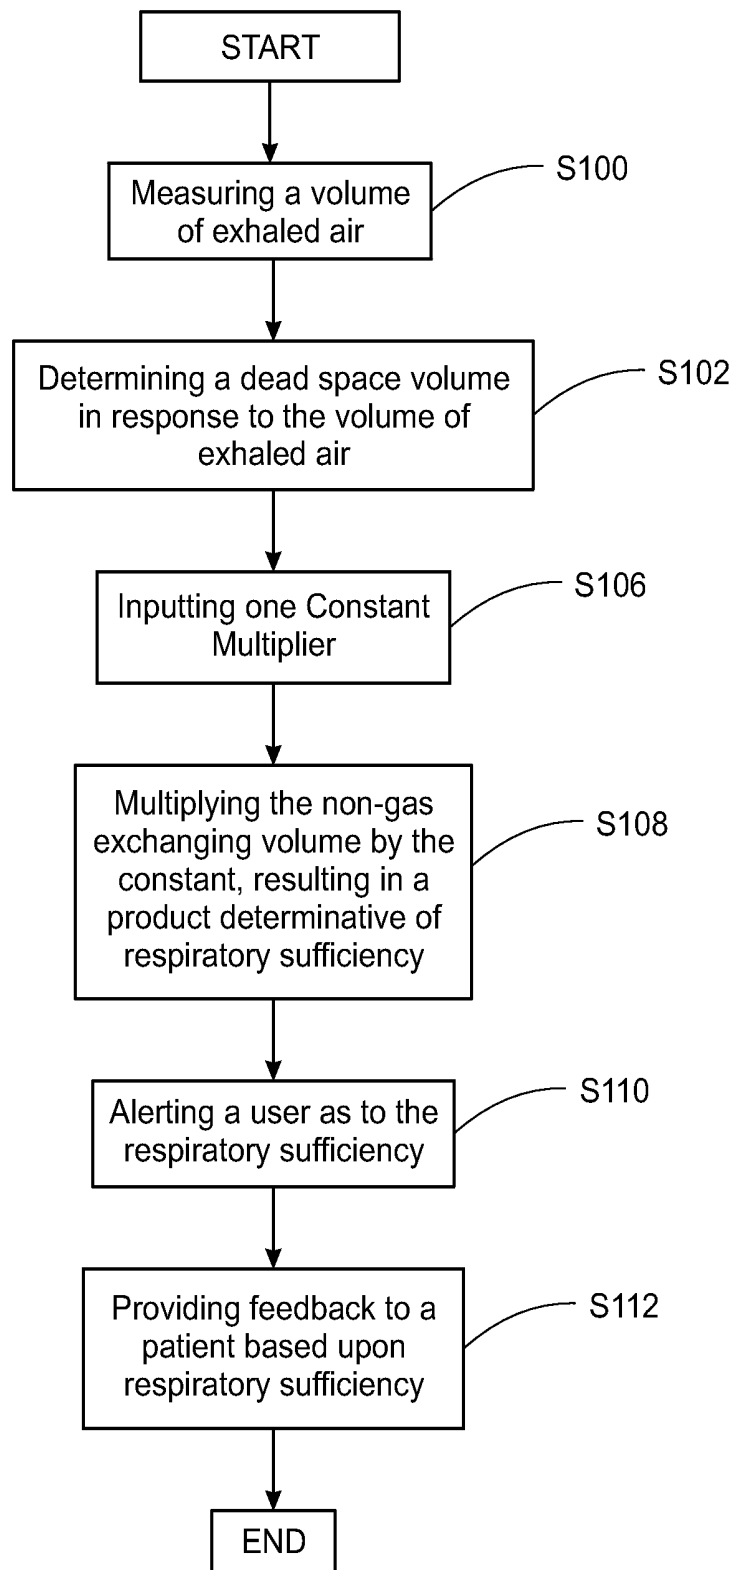 START
Measuring a volume
of exhaled air
S100
Determining a dead space volume
in response to the volume of
exhaled air
S102
Inputting one Constant
Multiplier
S106
Multiplying the non-gas
exchanging volume by the
constant, resulting in a
product determinative of
respiratory sufficiency
S108
Alerting a user as to the
respiratory sufficiency
S110
Providing feedback to a
patient based upon
respiratory sufficiency
S112
END